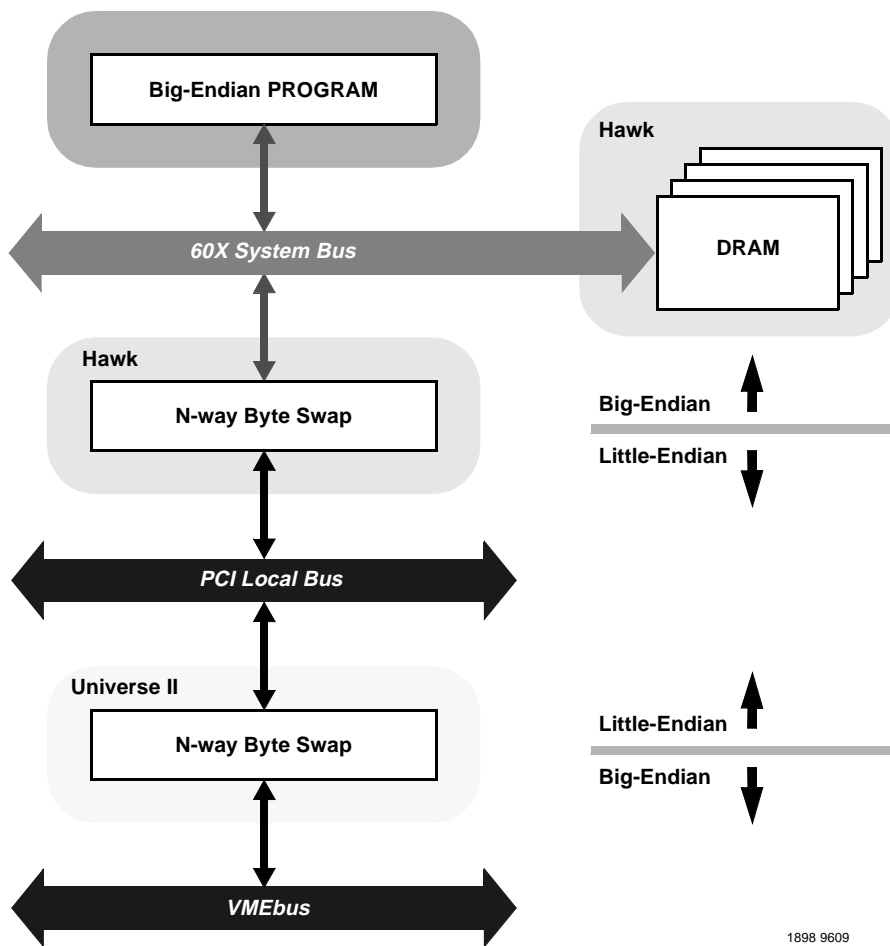 Big-Endian PROGRAM
Hawk
DRAM
60X System Bus
Hawk
N-way Byte Swap
Big-Endian
Little-Endian
PCI Local Bus
Universe II
N-way Byte Swap
Little-Endian
Big-Endian
VMEbus
1898 9609